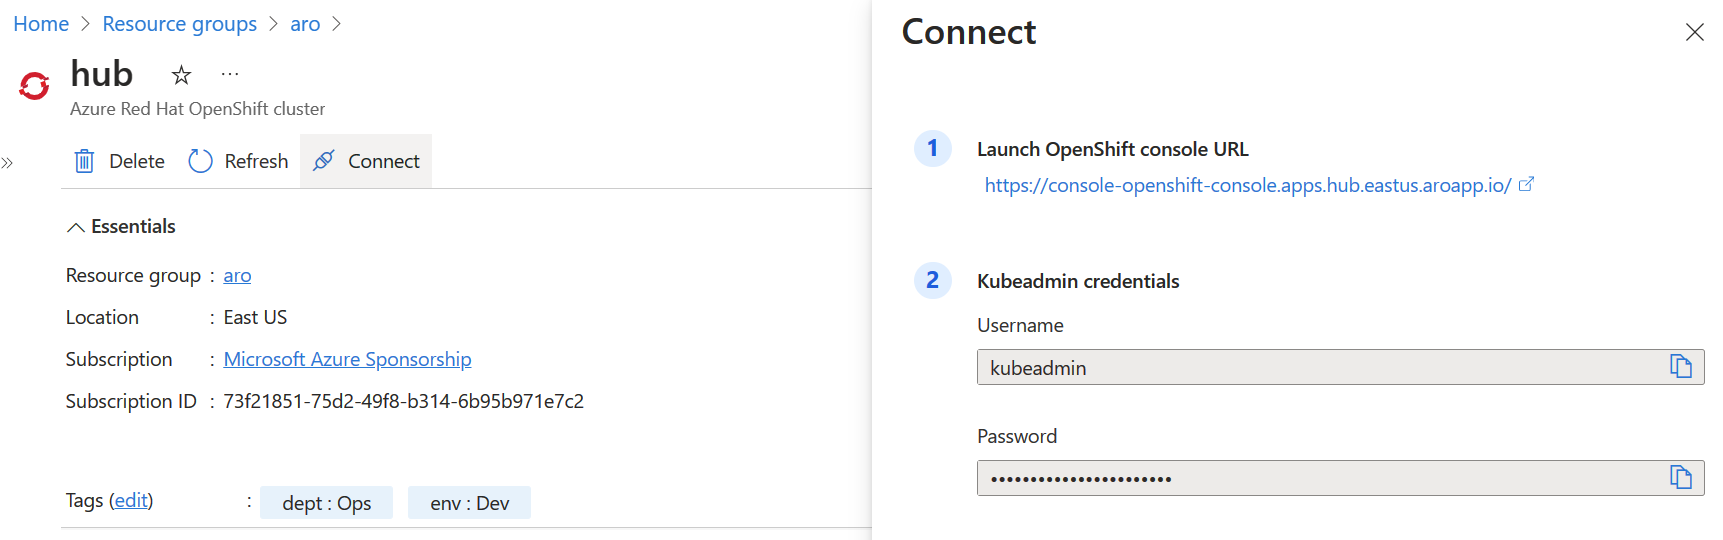 Home > Resource groups > aro >
hub
Azure Red Hat OpenShift cluster
Delete Refresh Connect
Essentials
Resource group : aro
Location : East US
Subscription : Microsoft Azure Sponsorship
Subscription ID : 73f21851-75d2-49f8-b314-6b95b971e7c2
Tags (edit) : dept : Ops env : Dev
Connect
1 Launch OpenShift console URL
https://console-openshift-console.apps.hub.eastus.aroapp.io/
2 Kubeadmin credentials
Username
kubeadmin
Password
•••••••••••••••••••••••